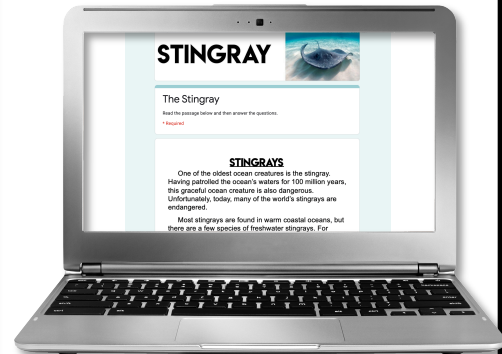 STINGRAY
The Stingray
Read the passage below and then answer the questions.
* Required
STINGRAYS
One of the oldest ocean creatures is the stingray.
Having patrolled the ocean's waters for 100 million years,
this graceful ocean creature is also dangerous.
Unfortunately, today, many of the world's stingrays are
endangered.
Most stingrays are found in warm coastal oceans, but
there are a few species of freshwater stingrays. For